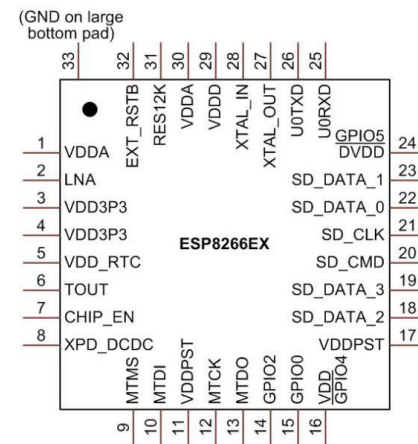 (GND on large
bottom pad)
33
32
31
30
29
28
27
26
25
EXT_RSTB
RES12K
VDDA
VDDD
XTAL_IN
XTAL_OUT
U0TXD
U0RXD
1 VDDA
2 LNA
3 VDD3P3
4 VDD3P3
5 VDD_RTC
6 TOUT
7 CHIP_EN
8 XPD_DCDC
ESP8266EX
GPIO5
DVDD 24
SD_DATA_1 23
SD_DATA_0 22
SD_CLK 21
SD_CMD 20
SD_DATA_3 19
SD_DATA_2 18
VDDPST 17
MTMS
MTDI
VDDPST
MTCK
MTDO
GPIO2
GPIO0
VDD
GPIO4
9
10
11
12
13
14
15
16